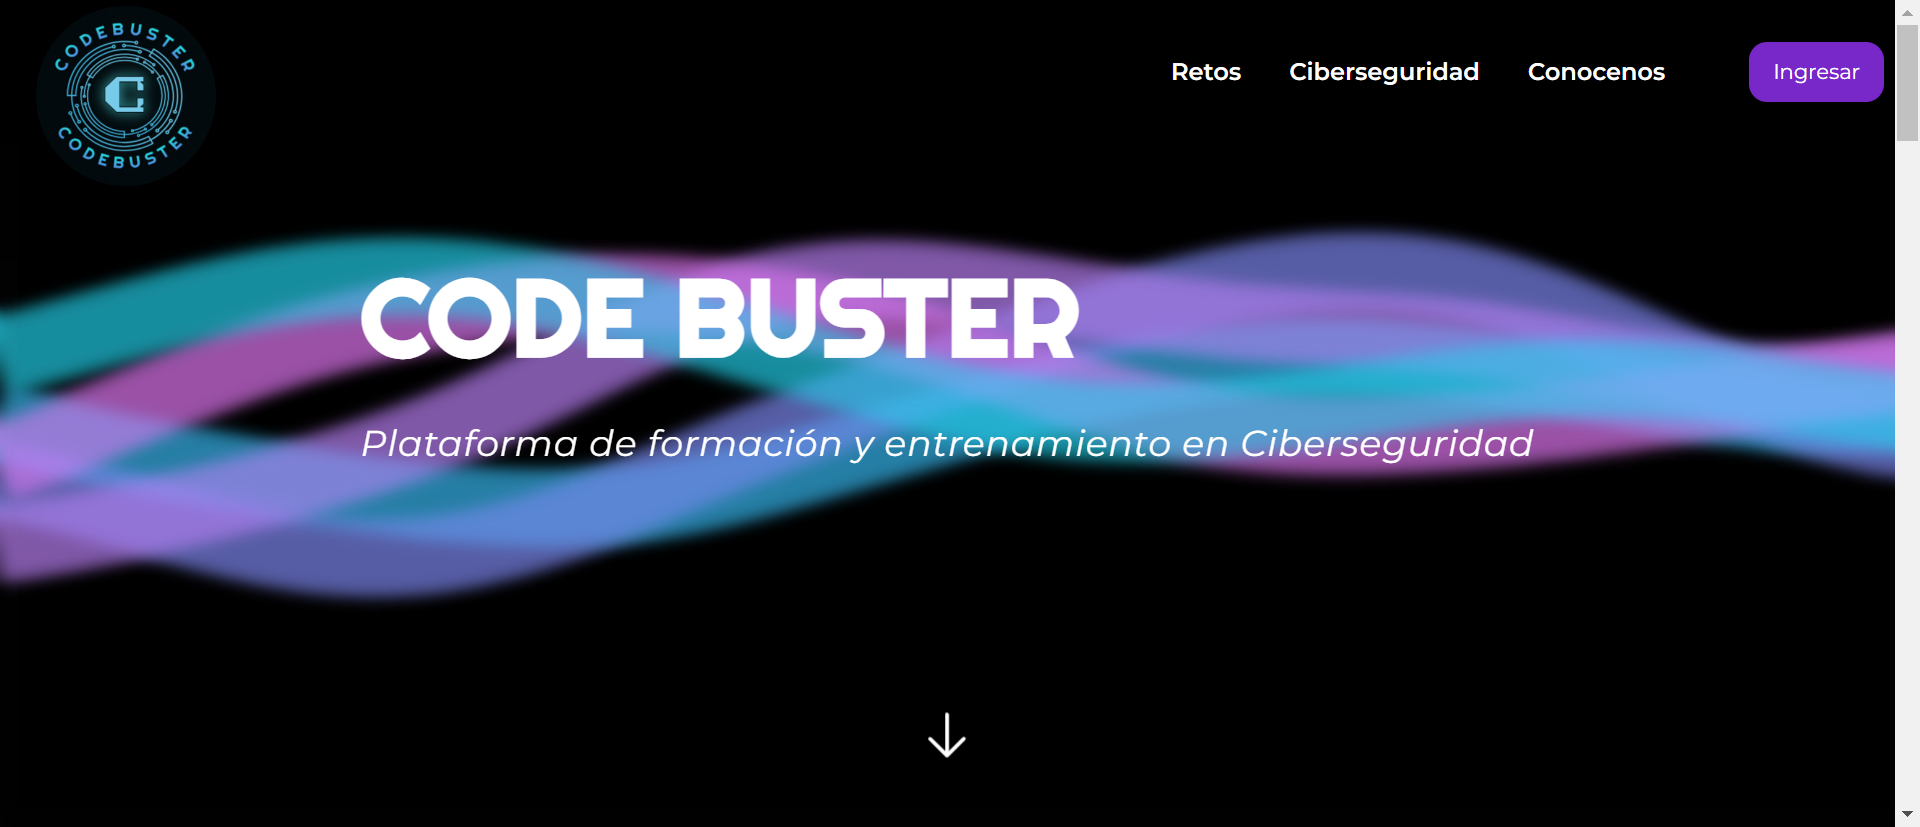 CODEBUSTER
C
CODEBUSTER
Retos Ciberseguridad Conocenos Ingresar
CODE BUSTER
Plataforma de formación y entrenamiento en Ciberseguridad